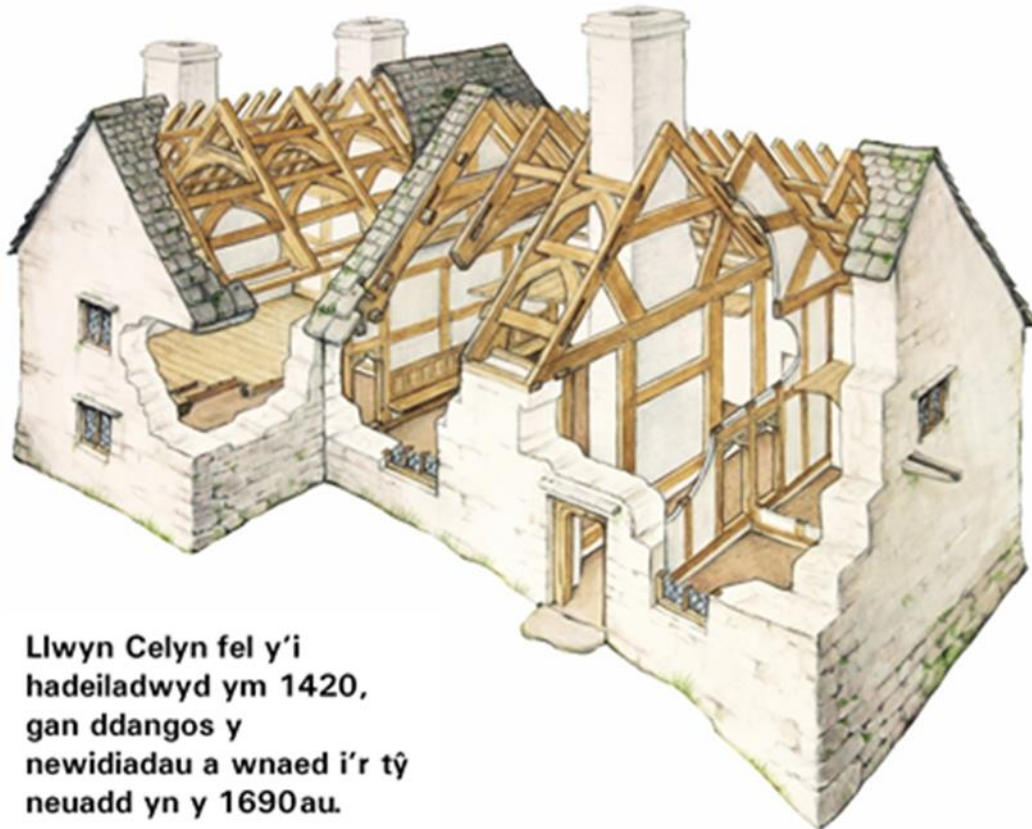 Llwyn Celyn fel y’i
hadeiladwyd ym 1420,
gan ddangos y
newidiadau a wnaed i’r tŷ
neuadd yn y 1690au.